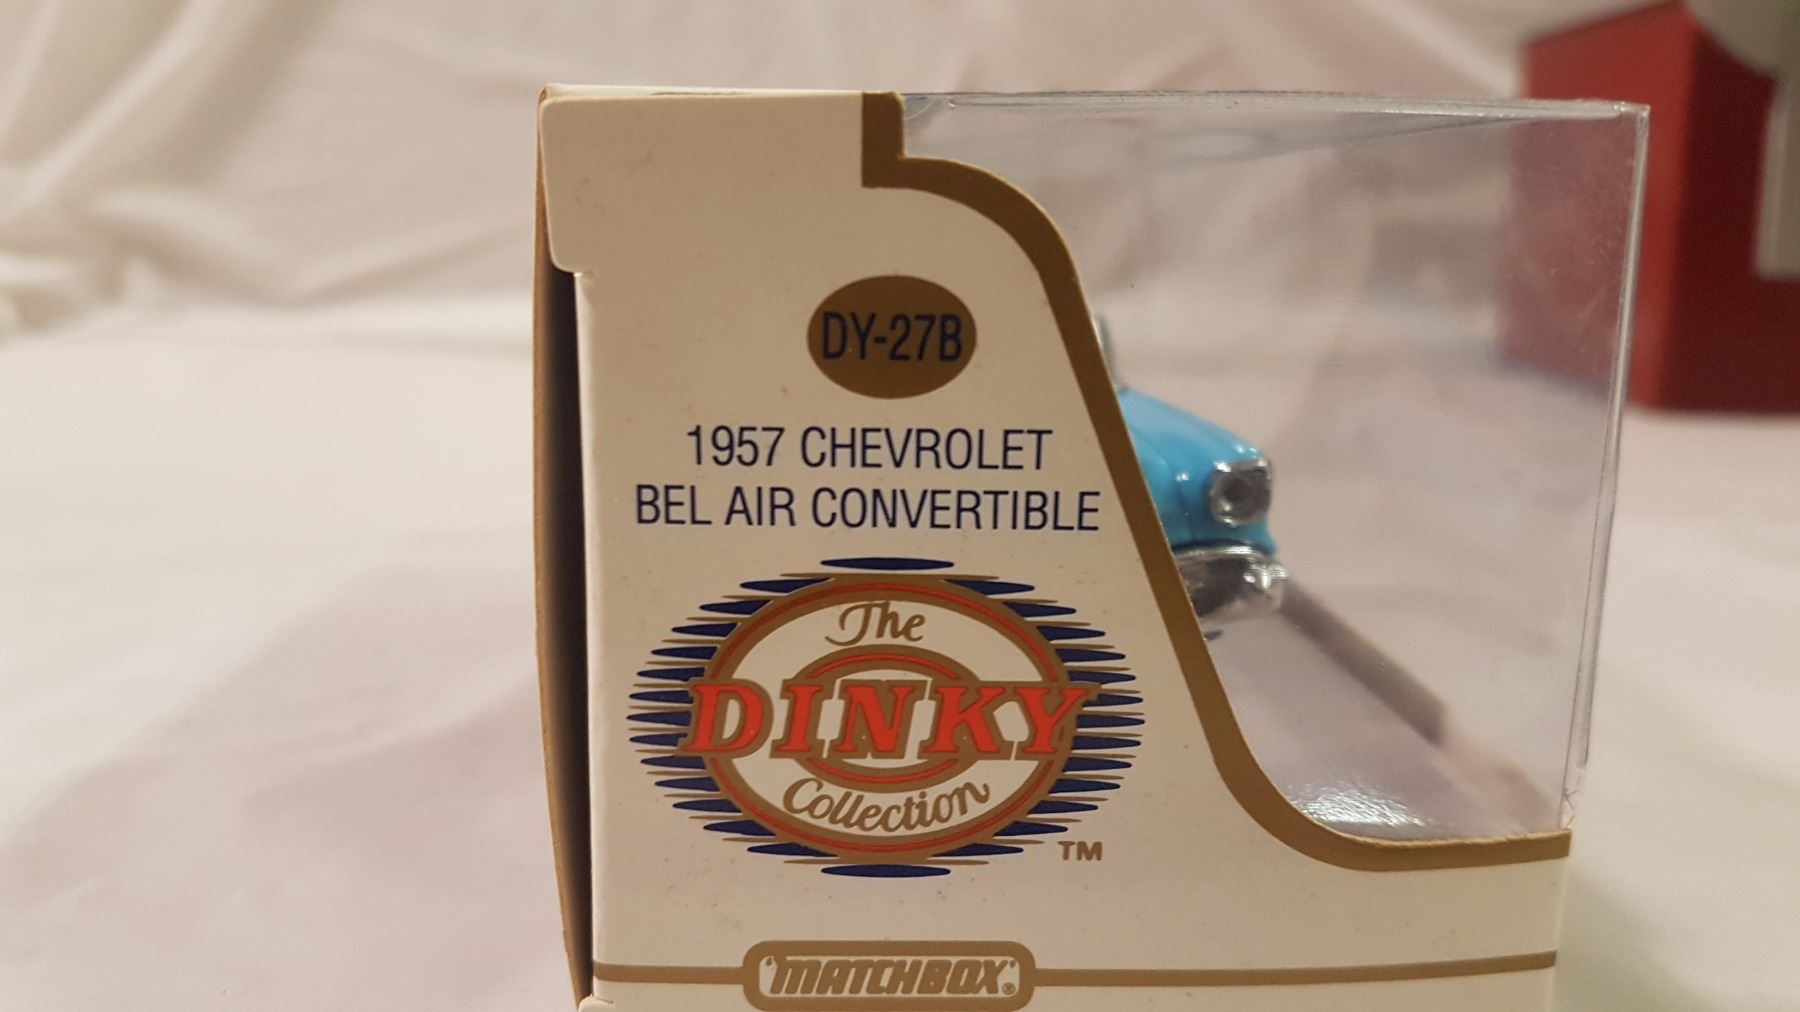 DY-27B
1957 CHEVROLET
BEL AIR CONVERTIBLE
The
DINKY
Collection
TM
"MATCHBOX"®